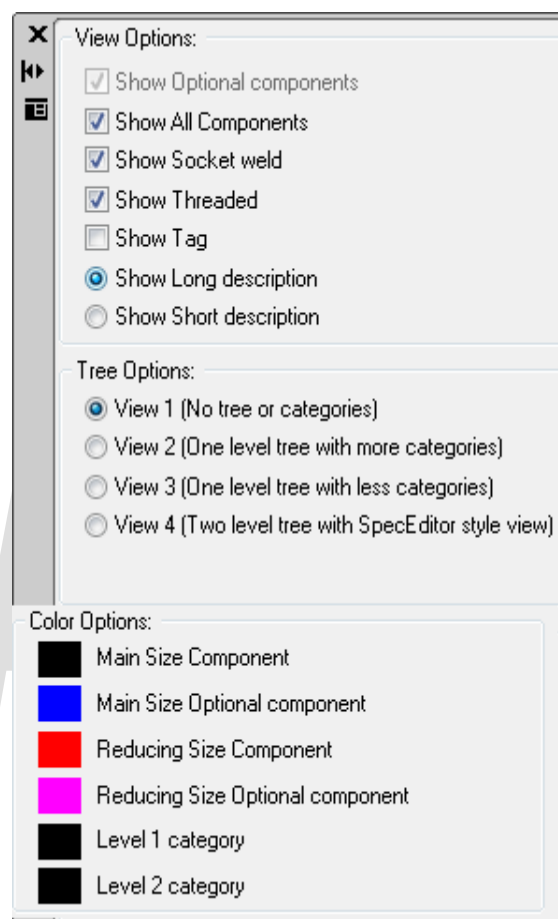 View Options:
Show Optional components
Show All Components
Show Socket weld
Show Threaded
Show Tag
Show Long description
Show Short description
Tree Options:
View 1 (No tree or categories)
View 2 (One level tree with more categories)
View 3 (One level tree with less categories)
View 4 (Two level tree with SpecEditor style view)
Color Options:
Main Size Component
Main Size Optional component
Reducing Size Component
Reducing Size Optional component
Level 1 category
Level 2 category